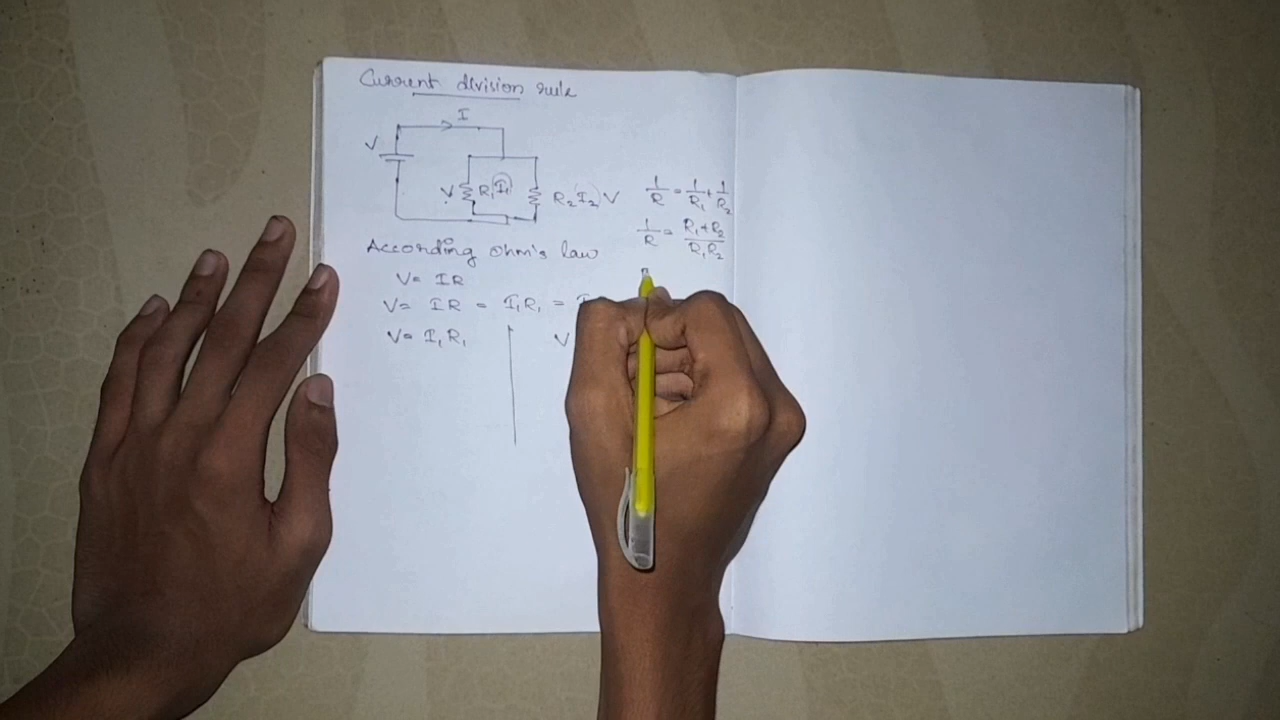 Current division rule
I
V
V R₁ I₁ R₂ I₂ V
1/R = 1/R₁ + 1/R₂
1/R = R₁+R₂/R₁R₂
According ohm's law
V = IR
V = IR = I₁R₁ =
V = I₁R₁ V